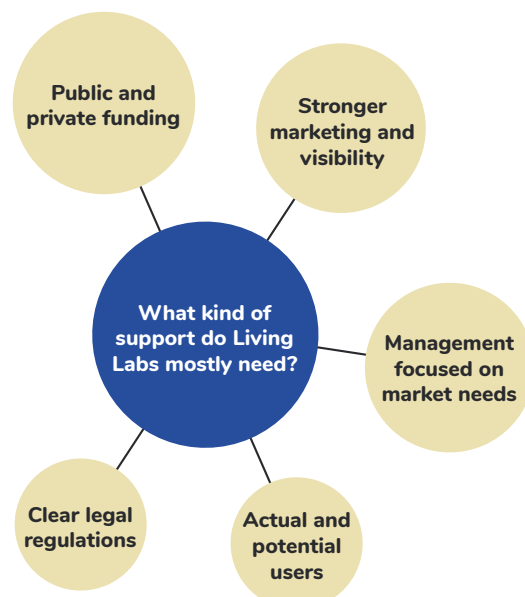 Public and
private funding
Stronger
marketing and
visibility
What kind of
support do Living
Labs mostly need?
Management
focused on
market needs
Clear legal
regulations
Actual and
potential
users